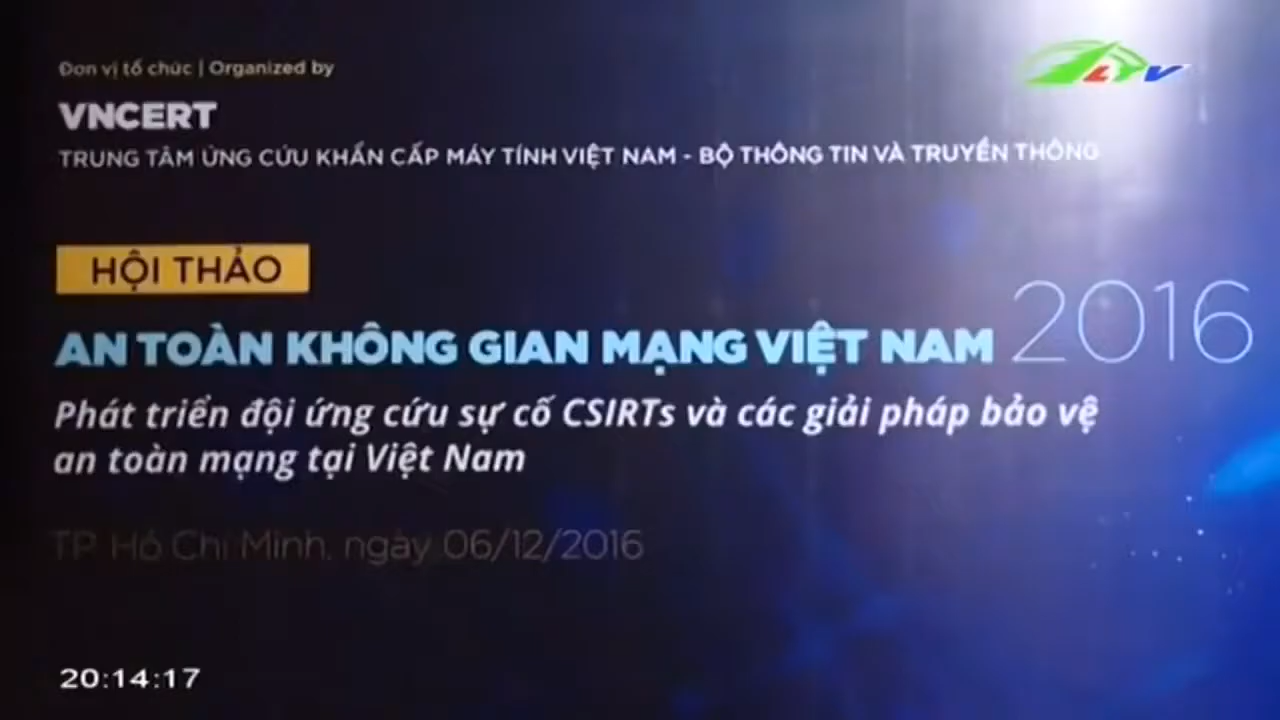 Đơn vị tổ chức | Organized by
LTV
VNCERT
TRUNG TÂM ỨNG CỨU KHẨN CẤP MÁY TÍNH VIỆT NAM - BỘ THÔNG TIN VÀ TRUYỀN THÔNG
HỘI THẢO
AN TOÀN KHÔNG GIAN MẠNG VIỆT NAM 2016
Phát triển đội ứng cứu sự cố CSIRTs và các giải pháp bảo vệ
an toàn mạng tại Việt Nam
TP. Hồ Chí Minh, ngày 06/12/2016
20:14:17